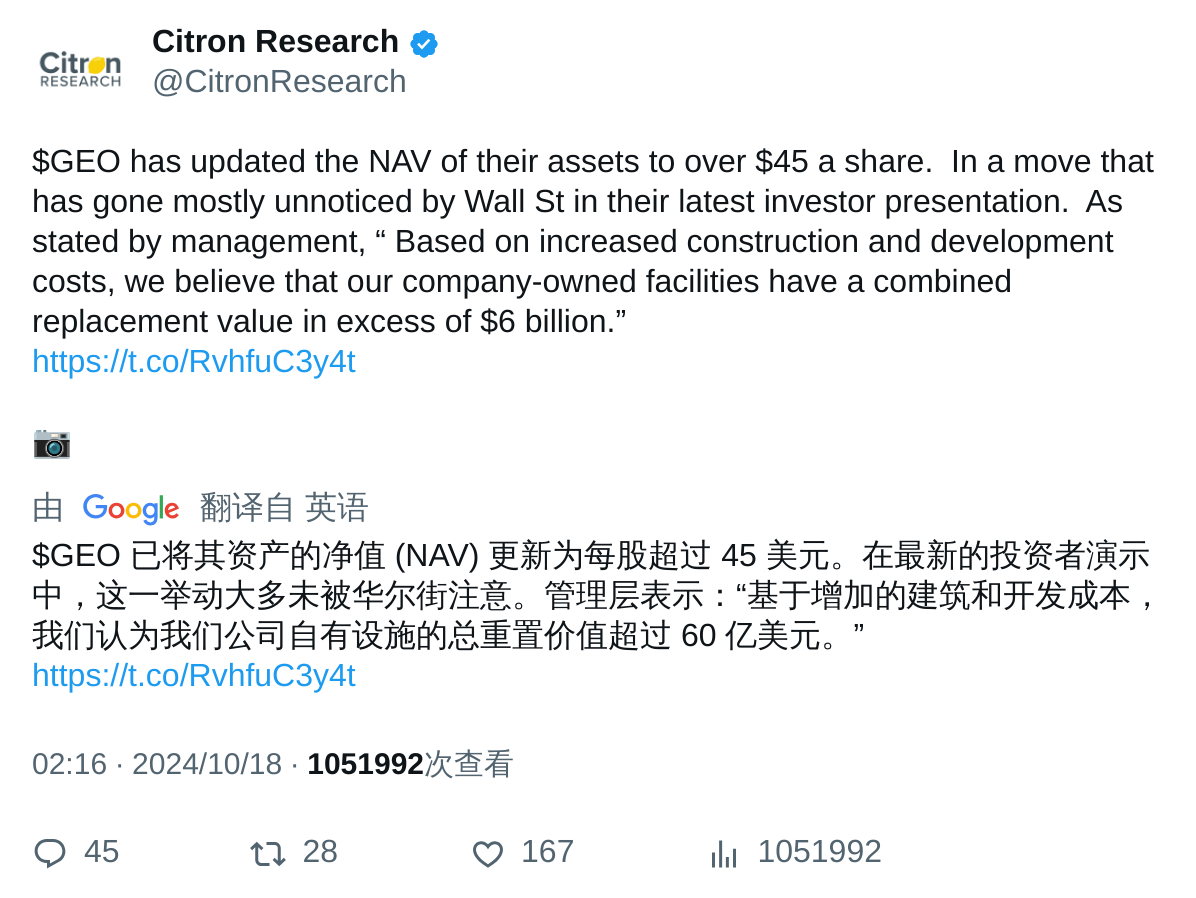 Citron
RESEARCH
Citron Research
@CitronResearch
$GEO has updated the NAV of their assets to over $45 a share.  In a move that
has gone mostly unnoticed by Wall St in their latest investor presentation.  As
stated by management, “ Based on increased construction and development
costs, we believe that our company-owned facilities have a combined
replacement value in excess of $6 billion.”
https://t.co/RvhfuC3y4t
📷
由 Google 翻译自 英语
$GEO 已将其资产的净值 (NAV) 更新为每股超过 45 美元。在最新的投资者演示
中，这一举动大多未被华尔街注意。管理层表示：“基于增加的建筑和开发成本，
我们认为我们公司自有设施的总重置价值超过 60 亿美元。”
https://t.co/RvhfuC3y4t
02:16 · 2024/10/18 · 1051992次查看
45 28 167 1051992